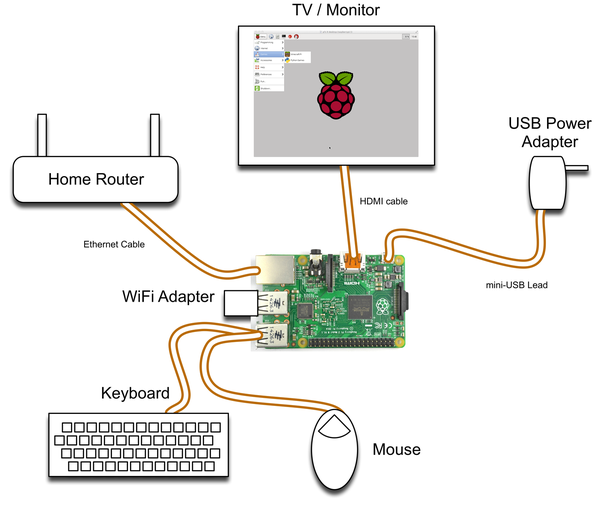 TV / Monitor
USB Power
Adapter
Home Router
HDMI cable
Ethernet Cable
mini-USB Lead
WiFi Adapter
Keyboard
Mouse